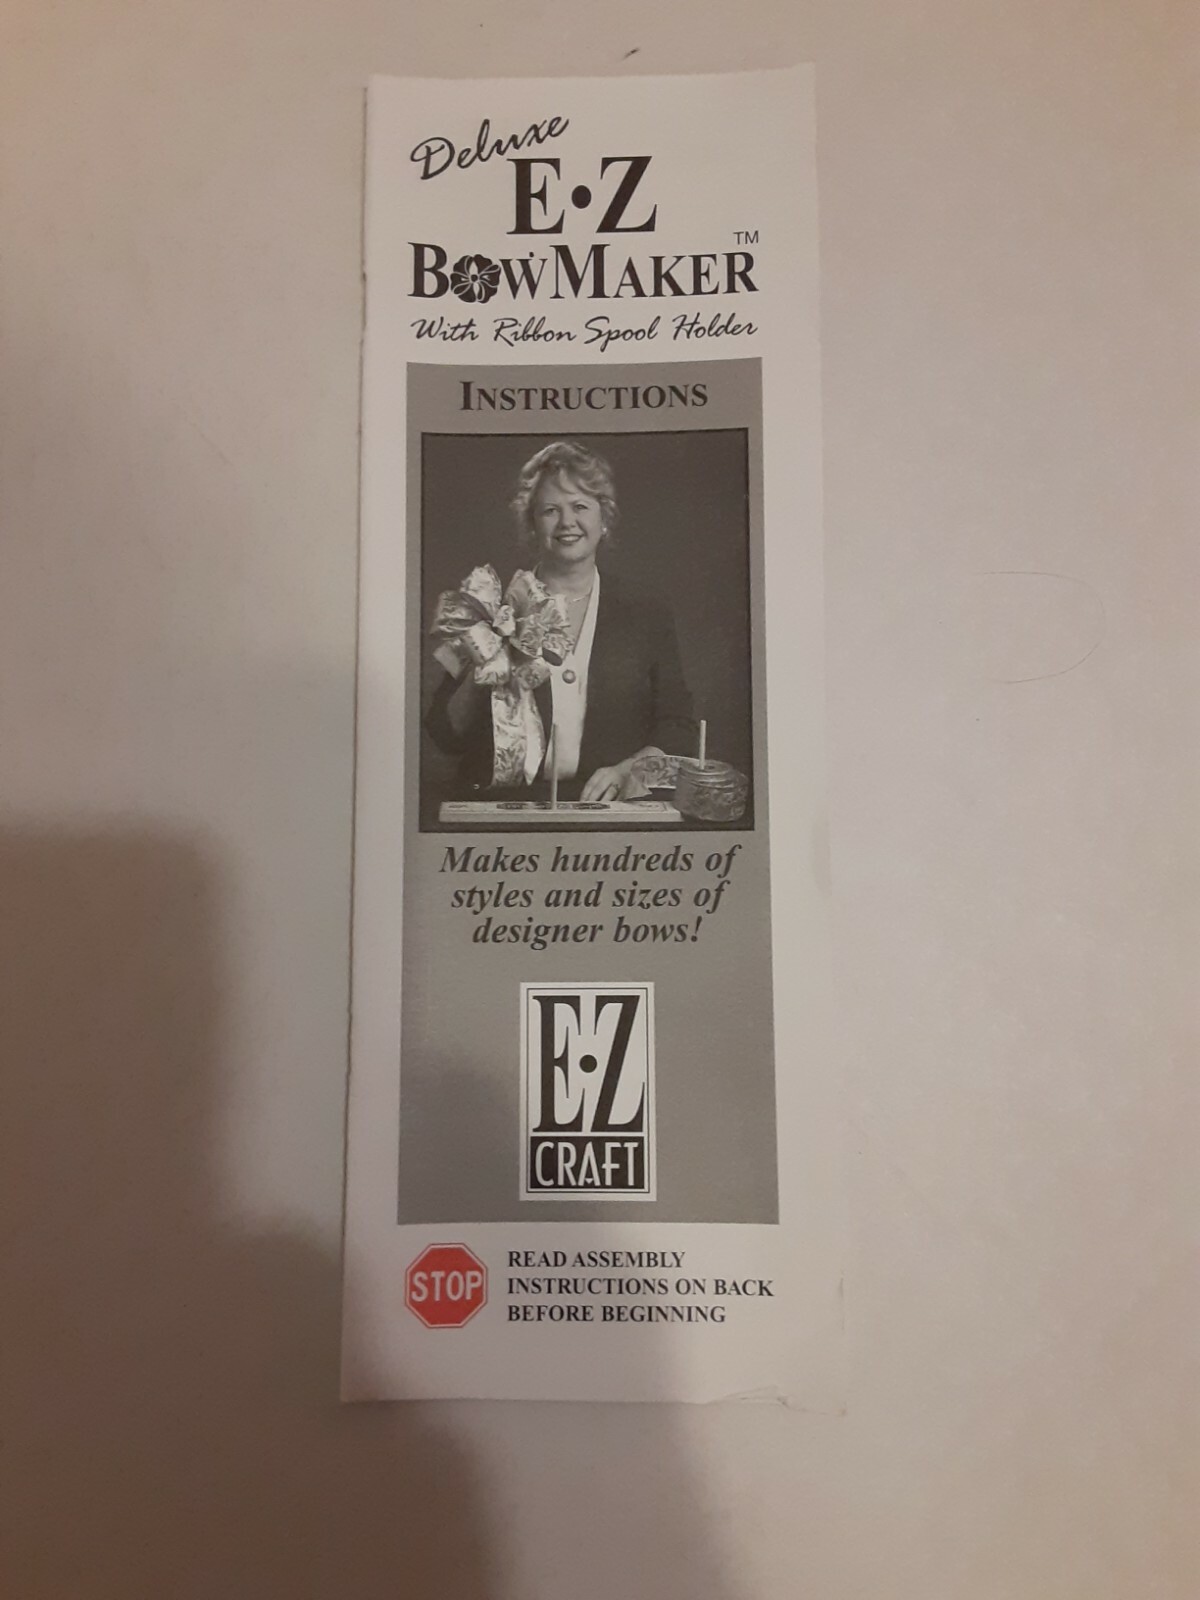 Deluxe
E•Z
BOWMAKER™
With Ribbon Spool Holder
INSTRUCTIONS
Makes hundreds of
styles and sizes of
designer bows!
E•Z
CRAFT
STOP
READ ASSEMBLY
INSTRUCTIONS ON BACK
BEFORE BEGINNING